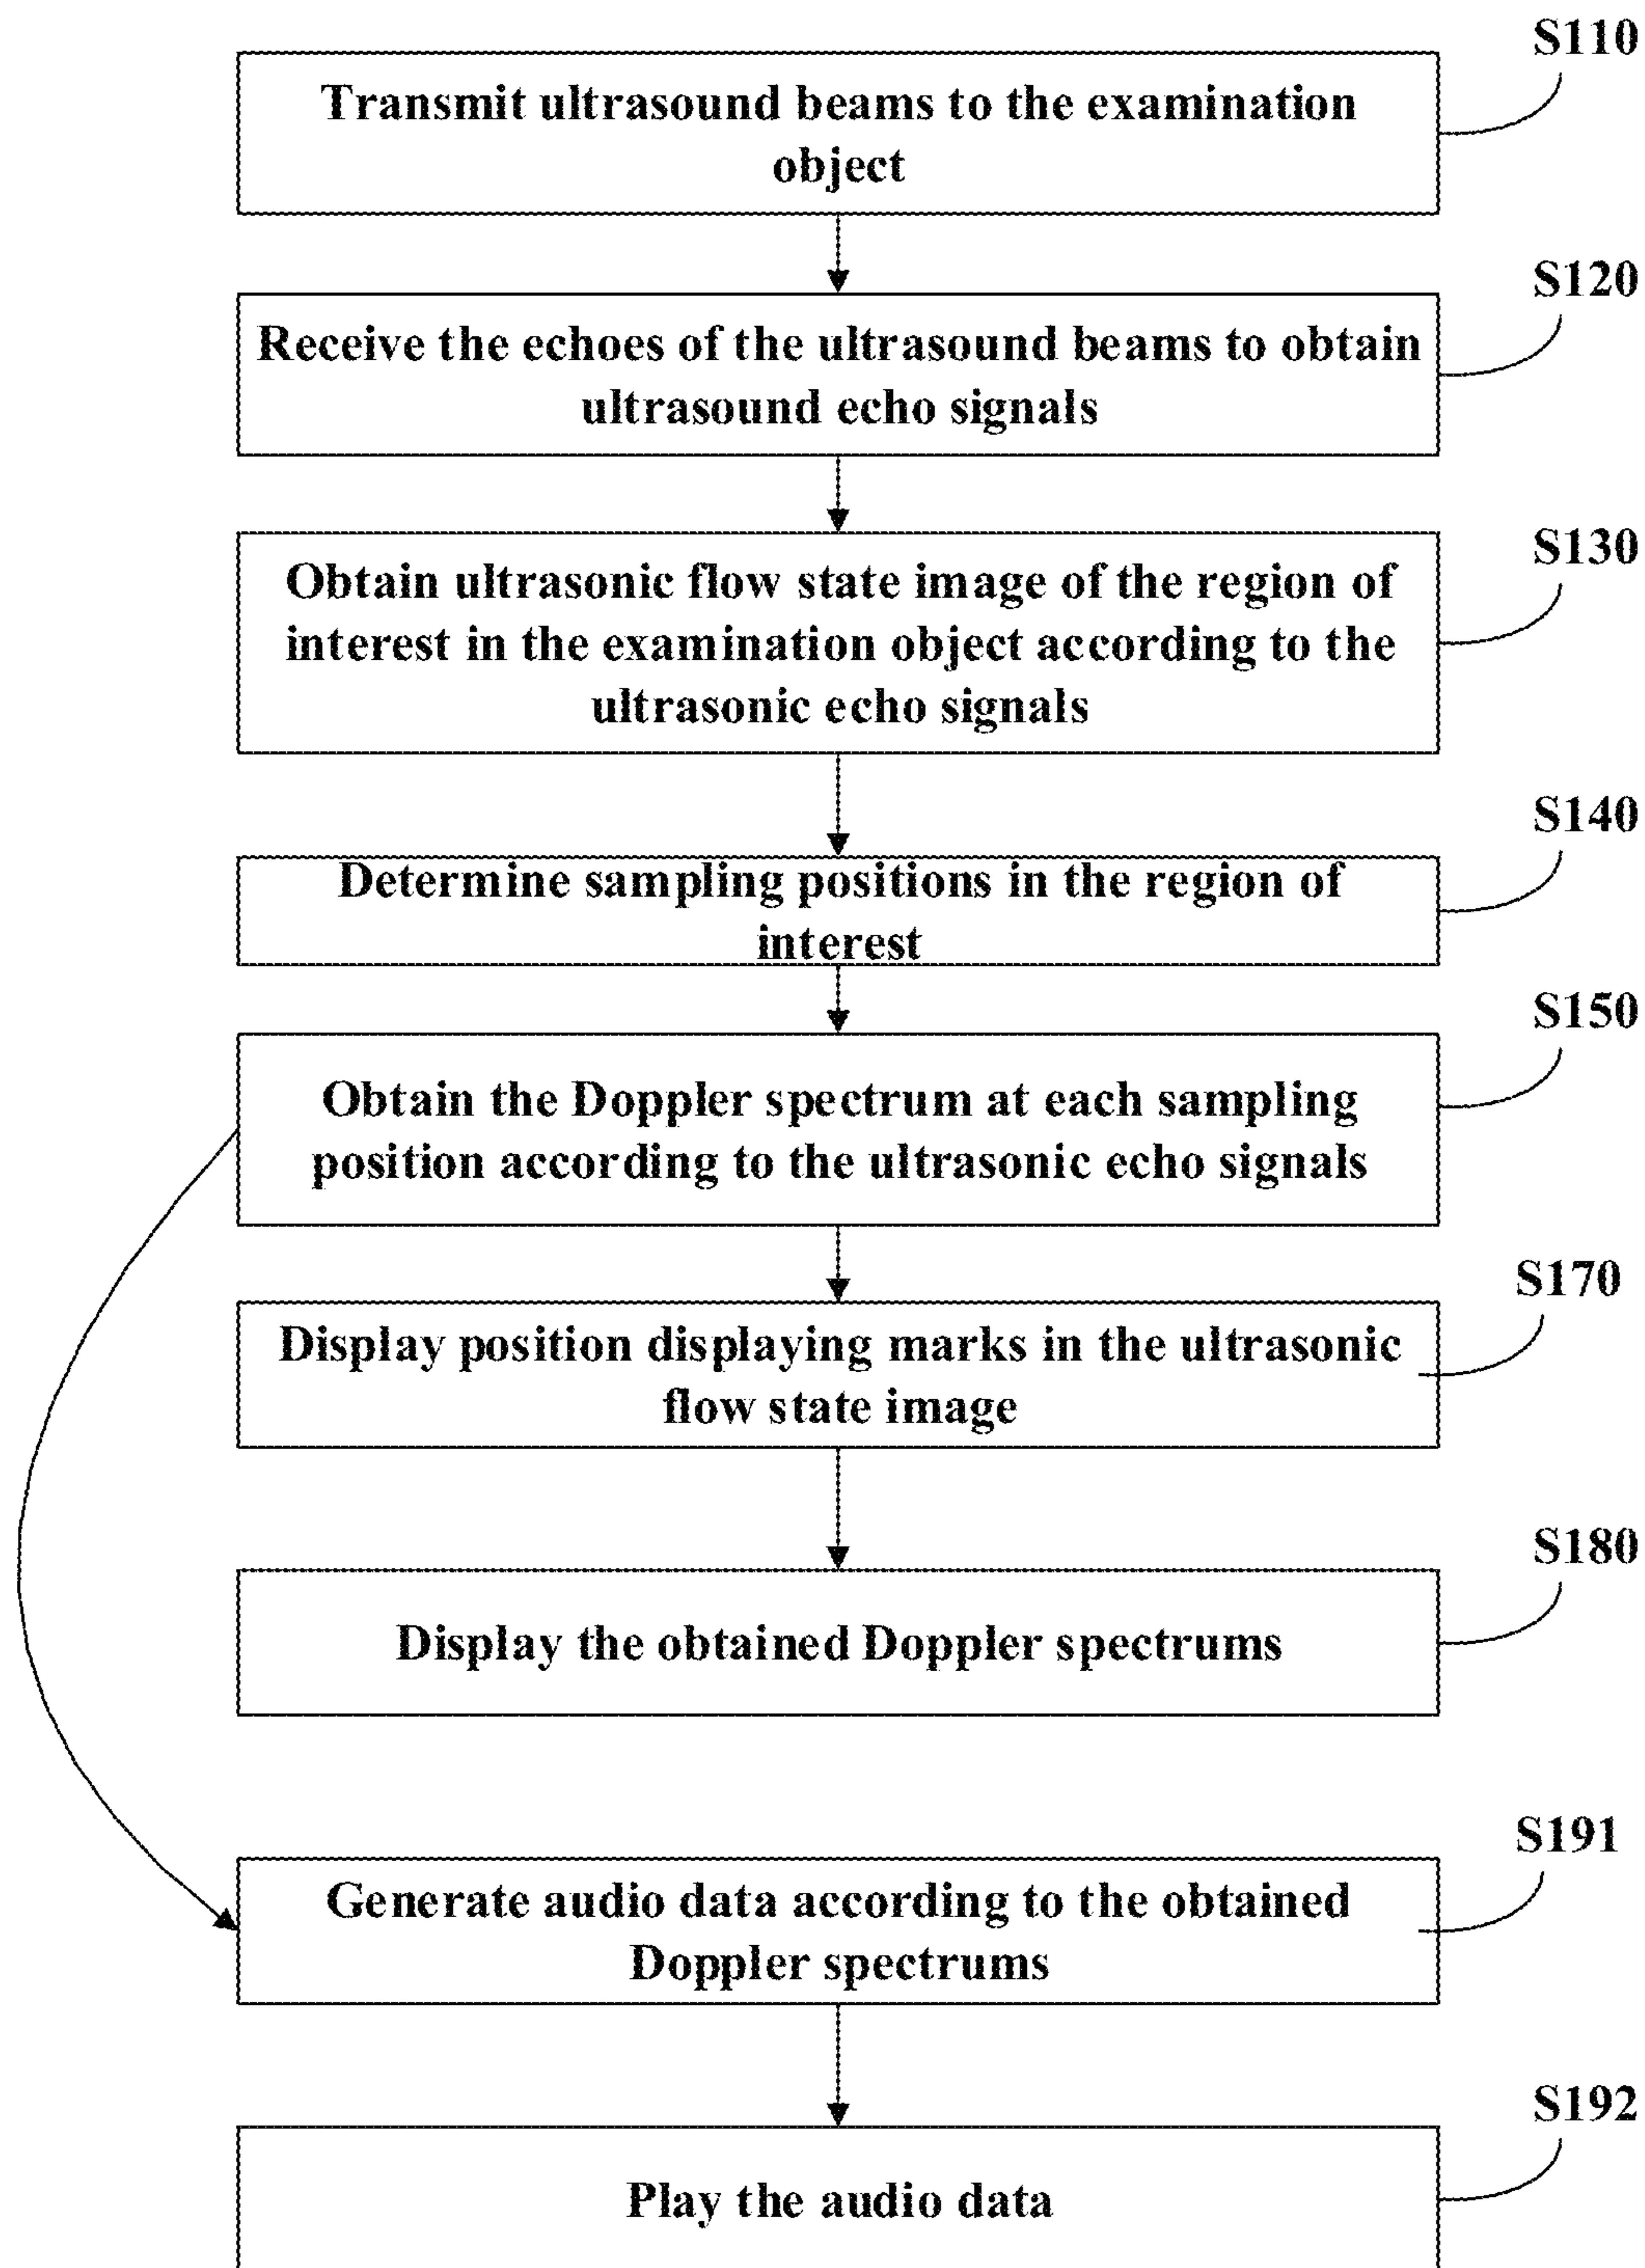 S110
Transmit ultrasound beams to the examination
object
S120
Receive the echoes of the ultrasound beams to obtain
ultrasound echo signals
S130
Obtain ultrasonic flow state image of the region of
interest in the examination object according to the
ultrasonic echo signals
S140
Determine sampling positions in the region of
interest
S150
Obtain the Doppler spectrum at each sampling
position according to the ultrasonic echo signals
S170
Display position displaying marks in the ultrasonic
flow state image
S180
Display the obtained Doppler spectrums
S191
Generate audio data according to the obtained
Doppler spectrums
S192
Play the audio data